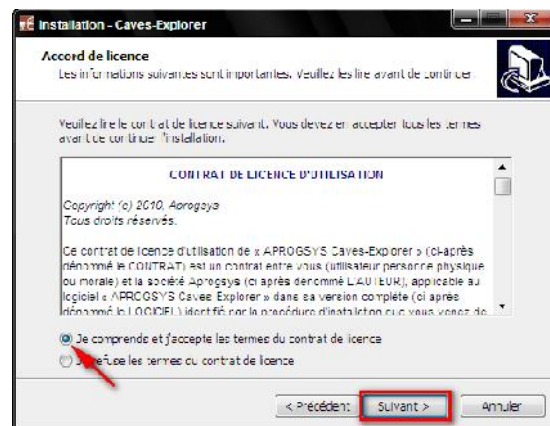 Installation - Caves-Explorer
Accord de licence
Les informations suivantes sont importantes. Veuillez les lire avant de continuer.
Veuillez lire le contrat de licence suivant. Vous devez en accepter tous les termes
avant de continuer l'installation.
CONTRAT DE LICENCE D'UTILISATION
Copyright (c) 2010, Aprogsys
Tous droits réservés.
Ce contrat de licence d'utilisation de « APROGSYS Caves-Explorer » (ci-après
dénommé le CONTRAT) est un contrat entre vous (utilisateur personne physique
ou morale) et la société Aprogsys (ci après dénommé L'AUTEUR), applicable au
logiciel « APROGSYS Caves Explorer » dans sa version complète (ci après
dénommé le LOGICIEL) identifié par la procédure d'installation que vous venez de
Je comprends et j'accepte les termes du contrat de licence
Je refuse les termes du contrat de licence
< Précédent
Suivant >
Annuler